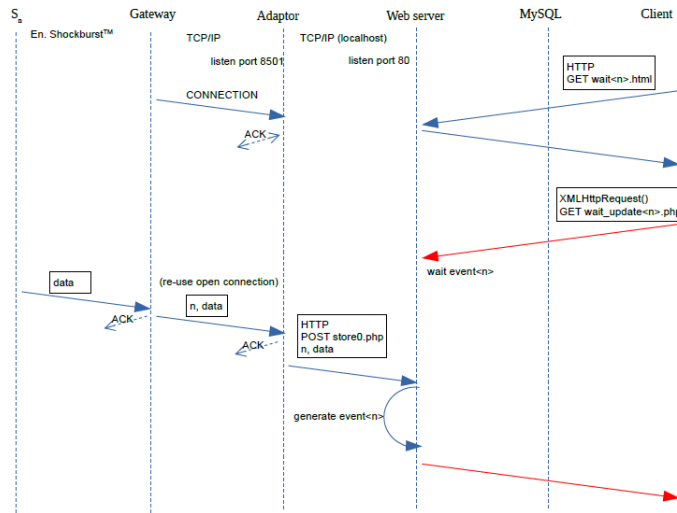 Sn Gateway Adaptor Web server MySQL Client
En. Shockburst™
TCP/IP
TCP/IP (localhost)
listen port 8501
listen port 80
HTTP
GET wait<n>.html
CONNECTION
ACK
XMLHttpRequest()
GET wait_update<n>.php
wait event<n>
data
(re-use open connection)
n, data
ACK
HTTP
POST store0.php
n, data
ACK
generate event<n>